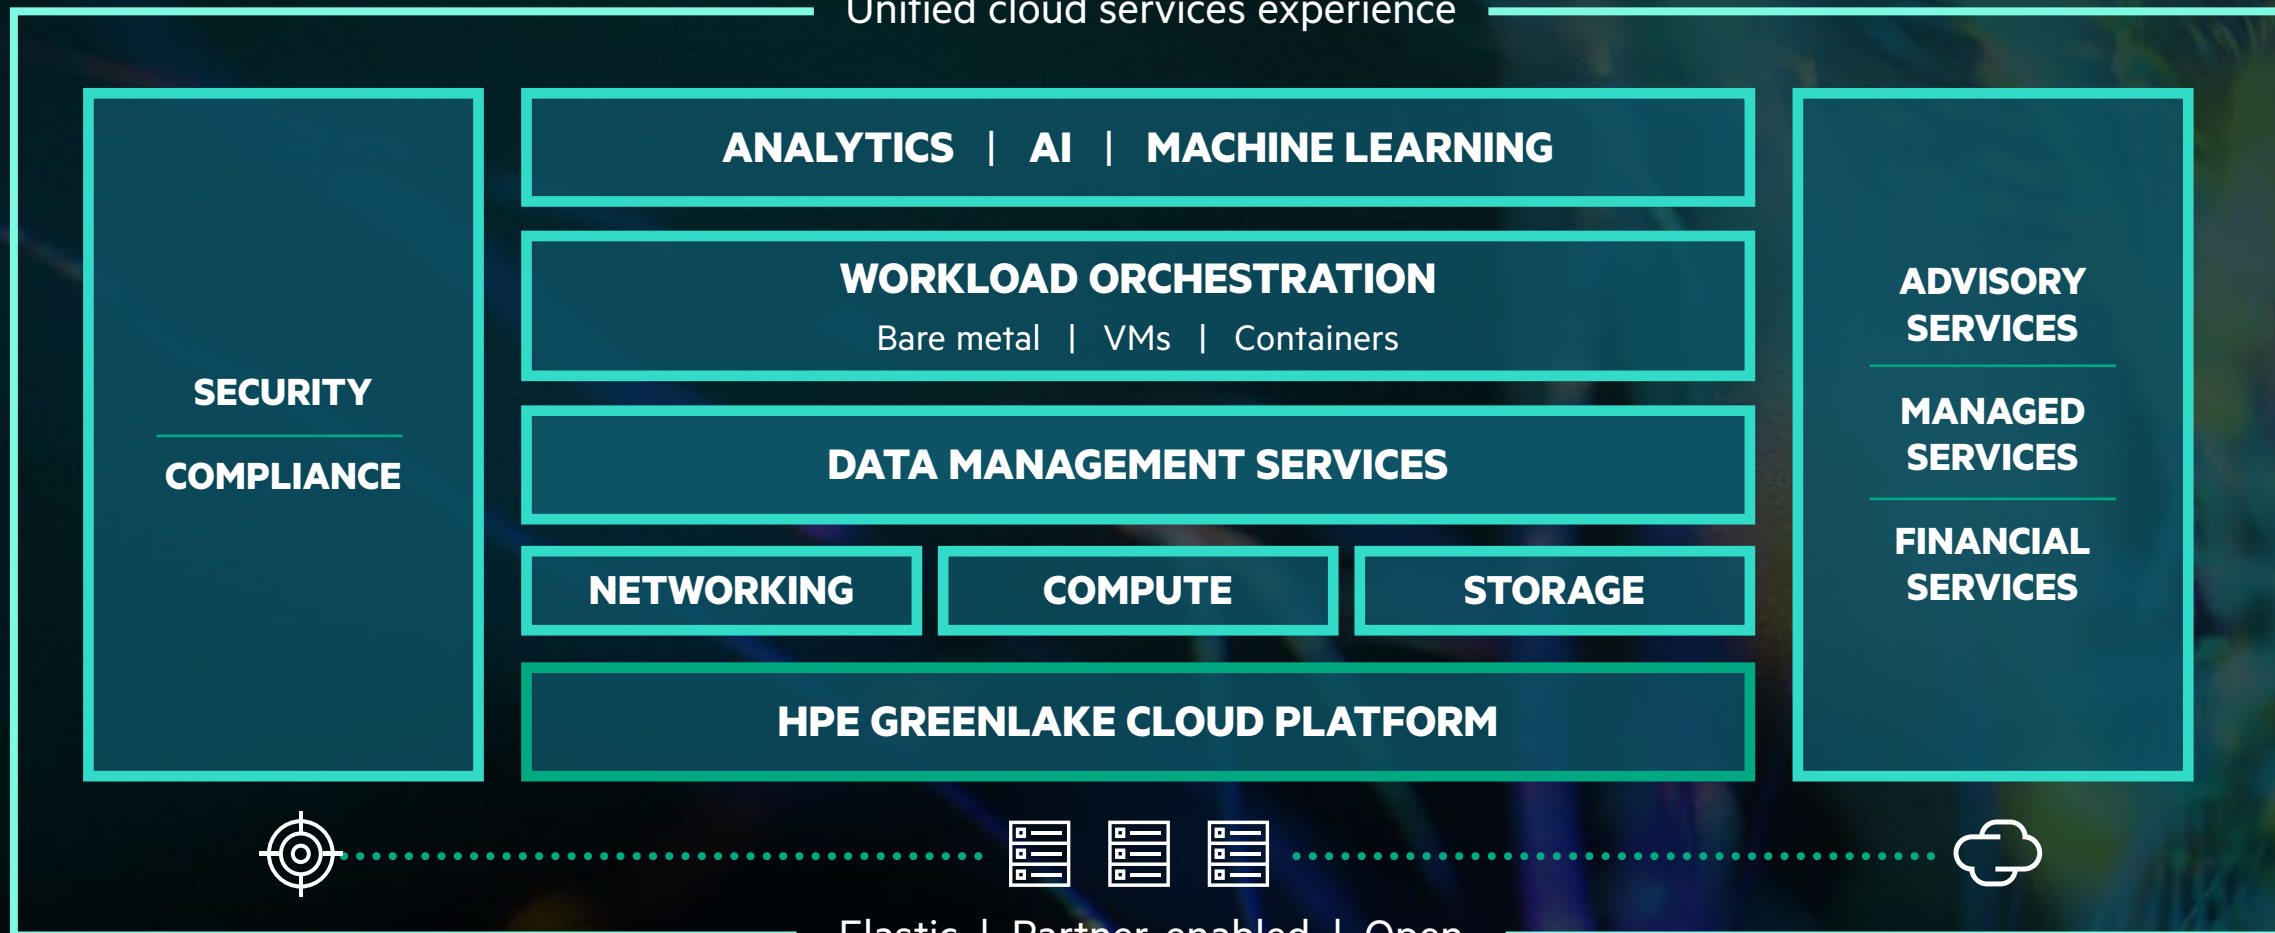 Unified cloud services experience
SECURITY
COMPLIANCE
ANALYTICS | AI | MACHINE LEARNING
WORKLOAD ORCHESTRATION
Bare metal | VMs | Containers
DATA MANAGEMENT SERVICES
NETWORKING
COMPUTE
STORAGE
HPE GREENLAKE CLOUD PLATFORM
ADVISORY
SERVICES
MANAGED
SERVICES
FINANCIAL
SERVICES
Elastic | Partner-enabled | Open